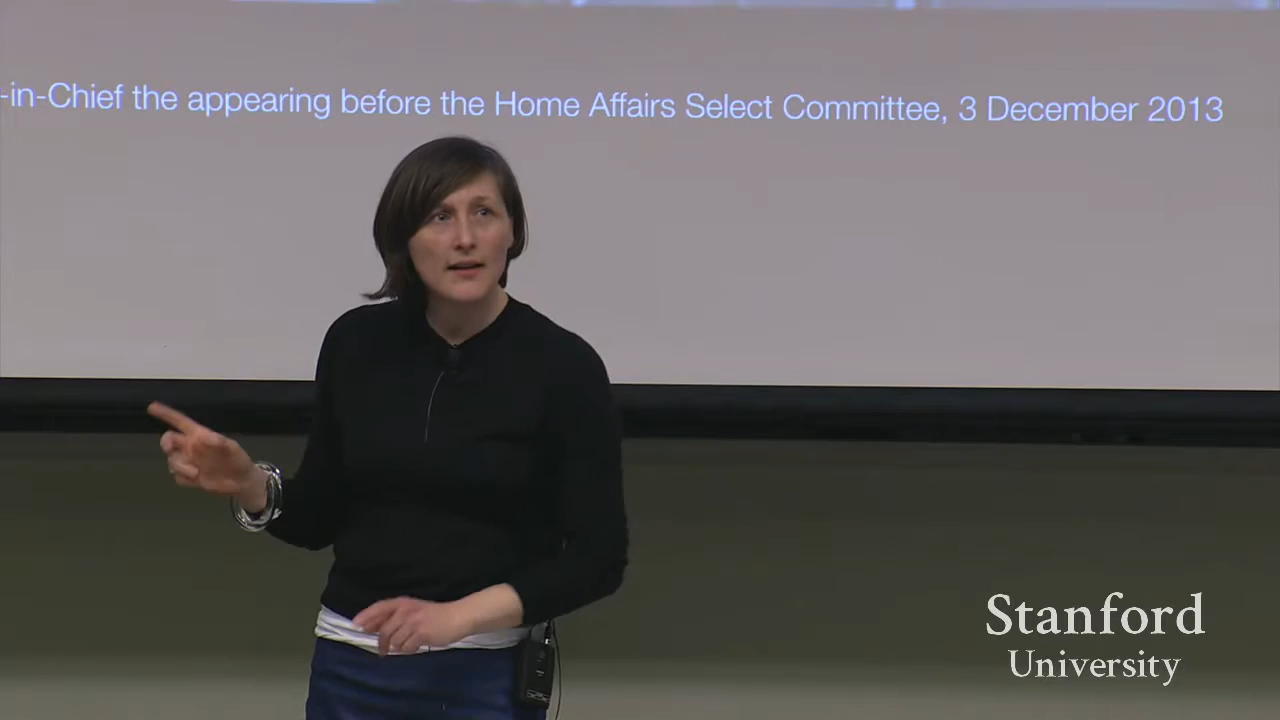 -in-Chief the appearing before the Home Affairs Select Committee, 3 December 2013
Stanford
University